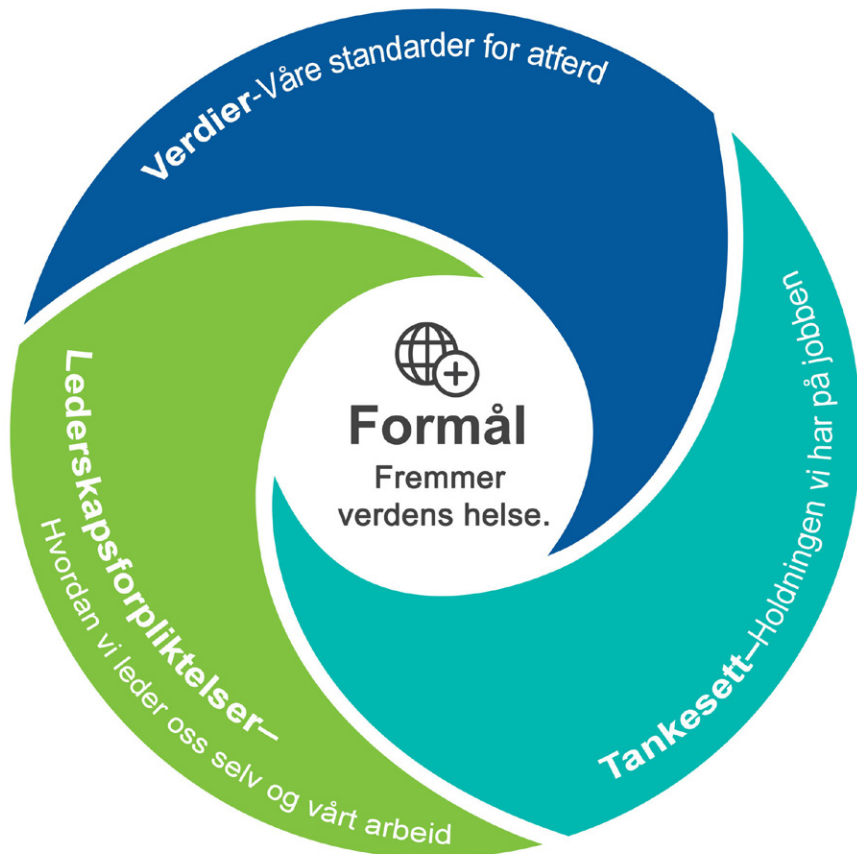 Verdier-Våre standarder for atferd
Tankesett–Holdningen vi har på jobben
Lederskapsforpliktelser–
Hvordan vi leder oss selv og vårt arbeid
Formål
Fremmer
verdens helse.